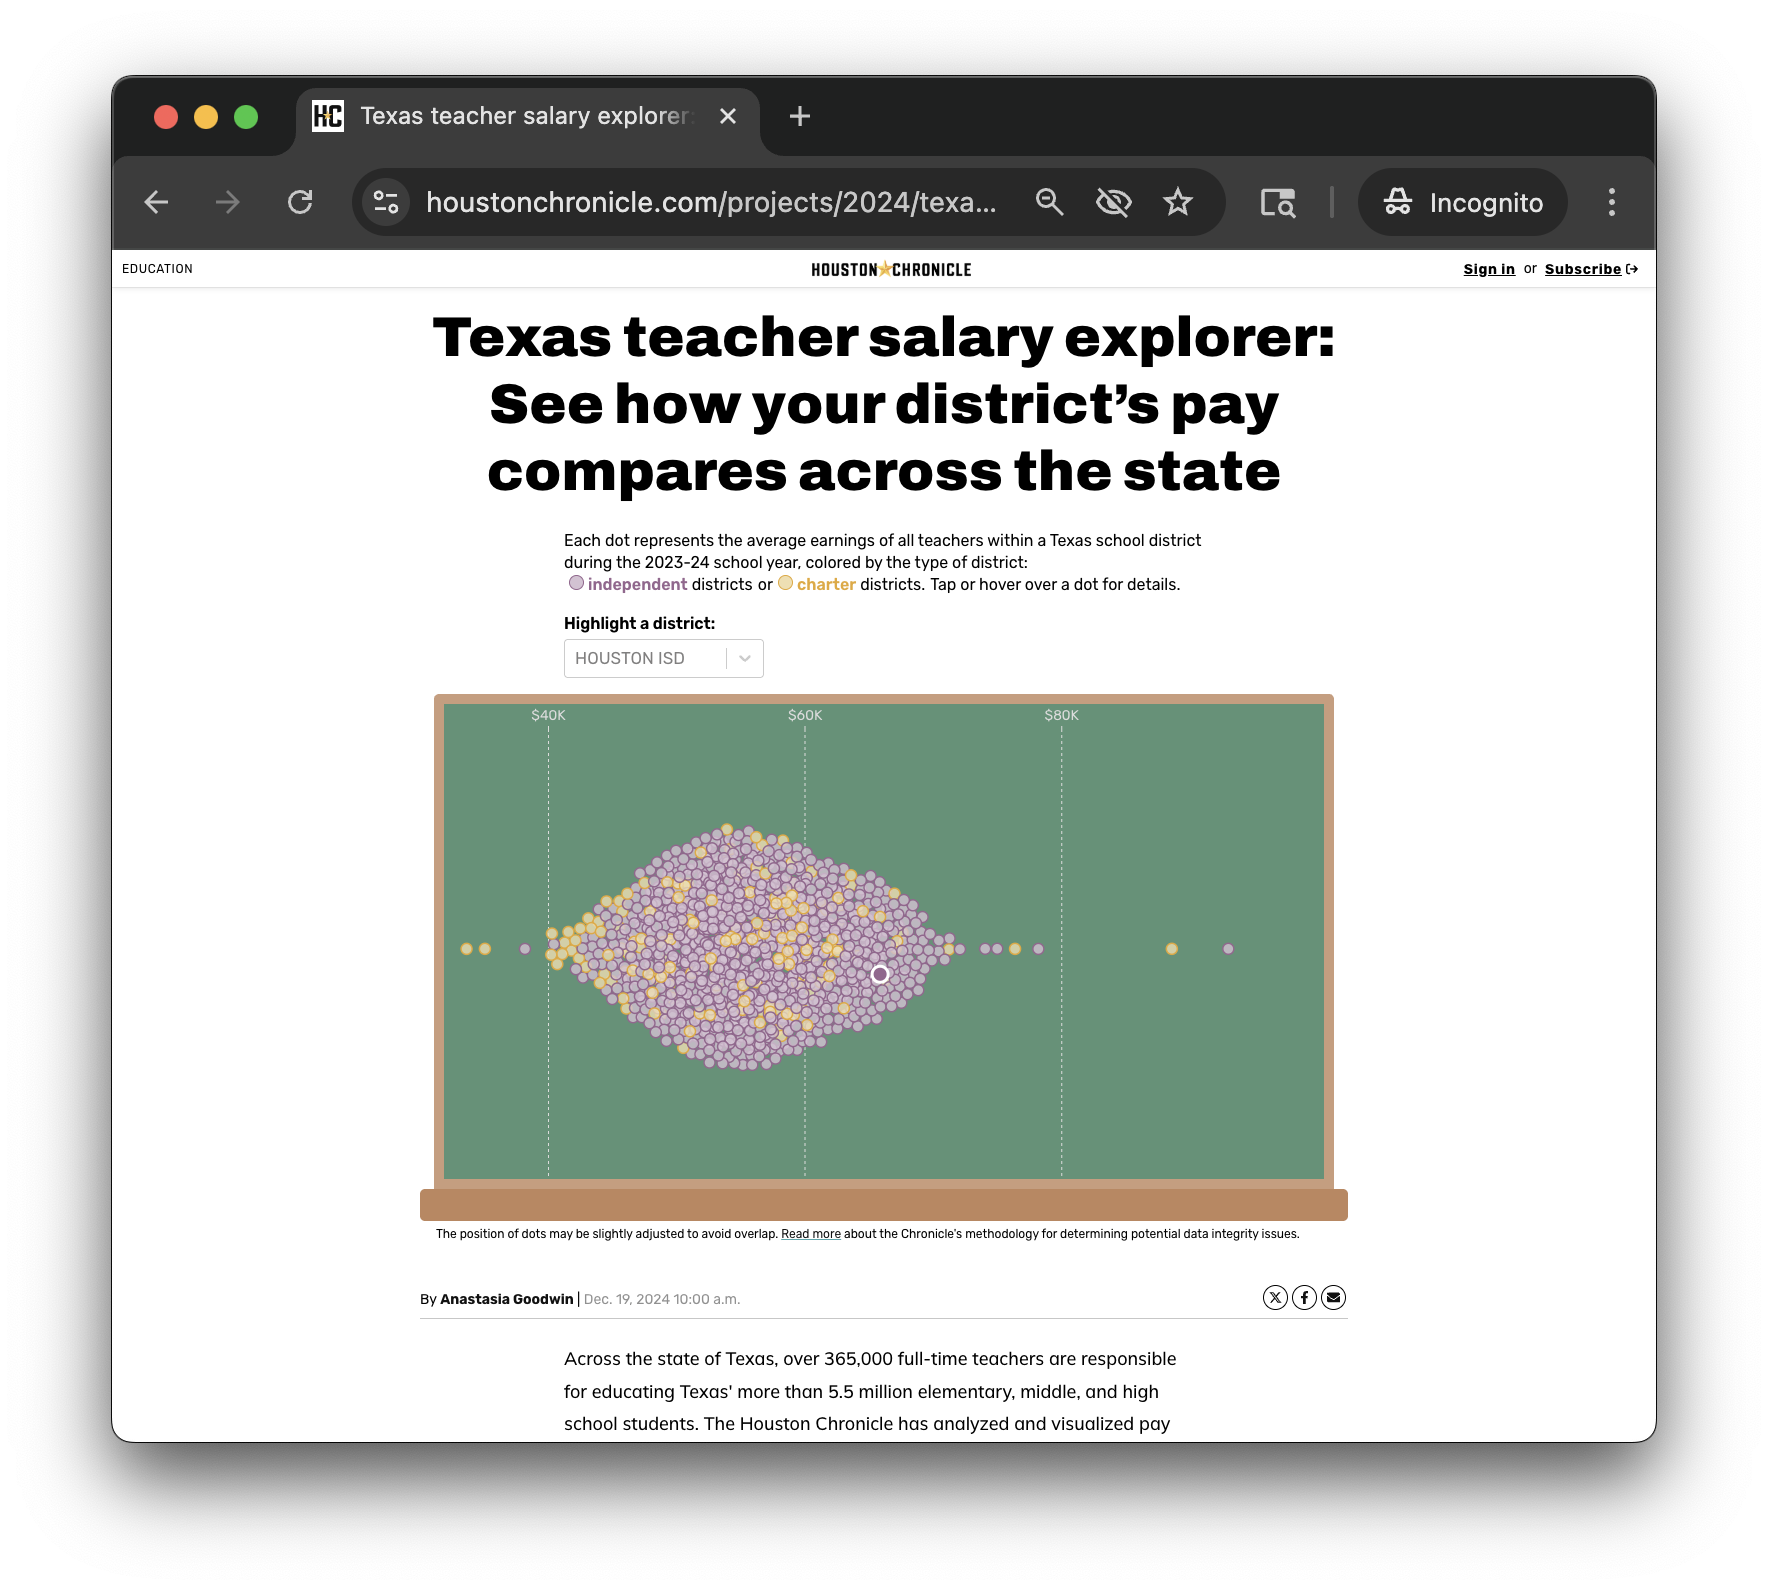 HC
Texas teacher salary explorer:
houstonchronicle.com/projects/2024/texa...
Incognito
EDUCATION
HOUSTON CHRONICLE
Sign in or Subscribe
Texas teacher salary explorer:
See how your district’s pay
compares across the state
Each dot represents the average earnings of all teachers within a Texas school district
during the 2023-24 school year, colored by the type of district:
independent districts or charter districts. Tap or hover over a dot for details.
Highlight a district:
HOUSTON ISD
$40K $60K $80K
The position of dots may be slightly adjusted to avoid overlap. Read more about the Chronicle's methodology for determining potential data integrity issues.
By Anastasia Goodwin | Dec. 19, 2024 10:00 a.m.
Across the state of Texas, over 365,000 full-time teachers are responsible
for educating Texas' more than 5.5 million elementary, middle, and high
school students. The Houston Chronicle has analyzed and visualized pay